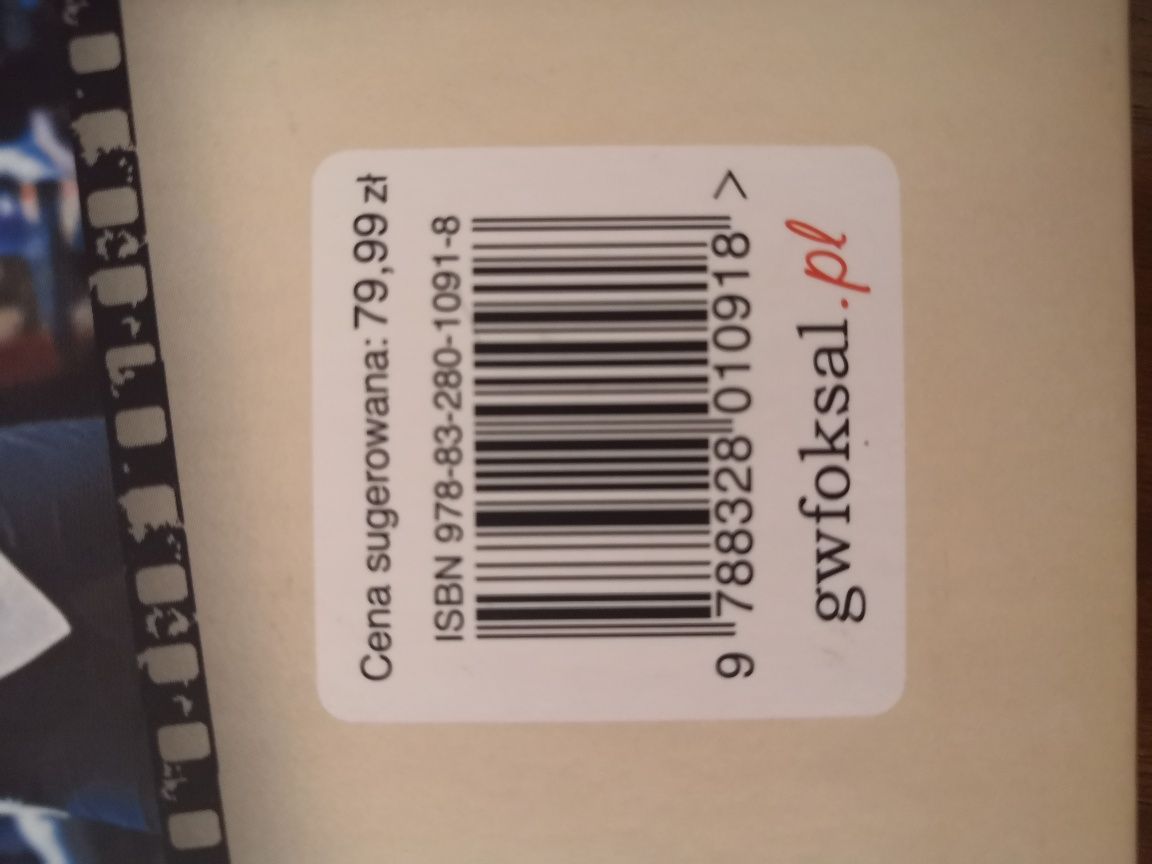 Cena sugerowana: 79,99 zł
ISBN 978-83-280-1091-8
9 788328 010918 >
gwfoksal.pl